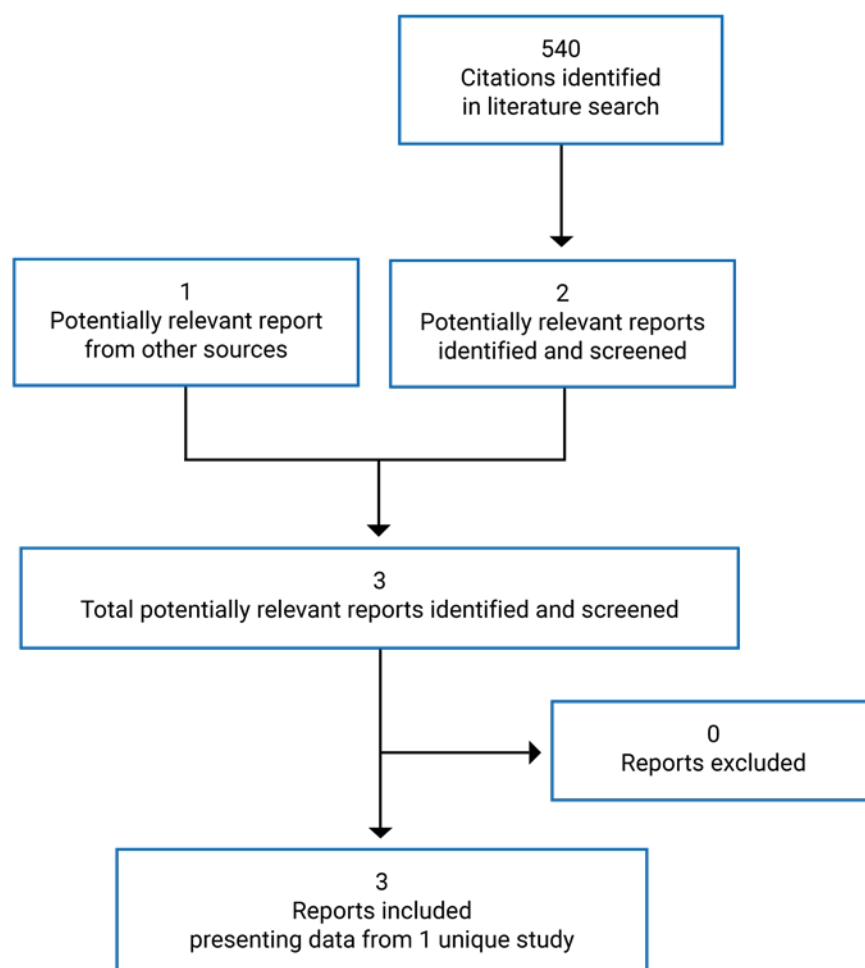 540
Citations identified
in literature search
1
Potentially relevant report
from other sources
2
Potentially relevant reports
identified and screened
3
Total potentially relevant reports identified and screened
0
Reports excluded
3
Reports included
presenting data from 1 unique study